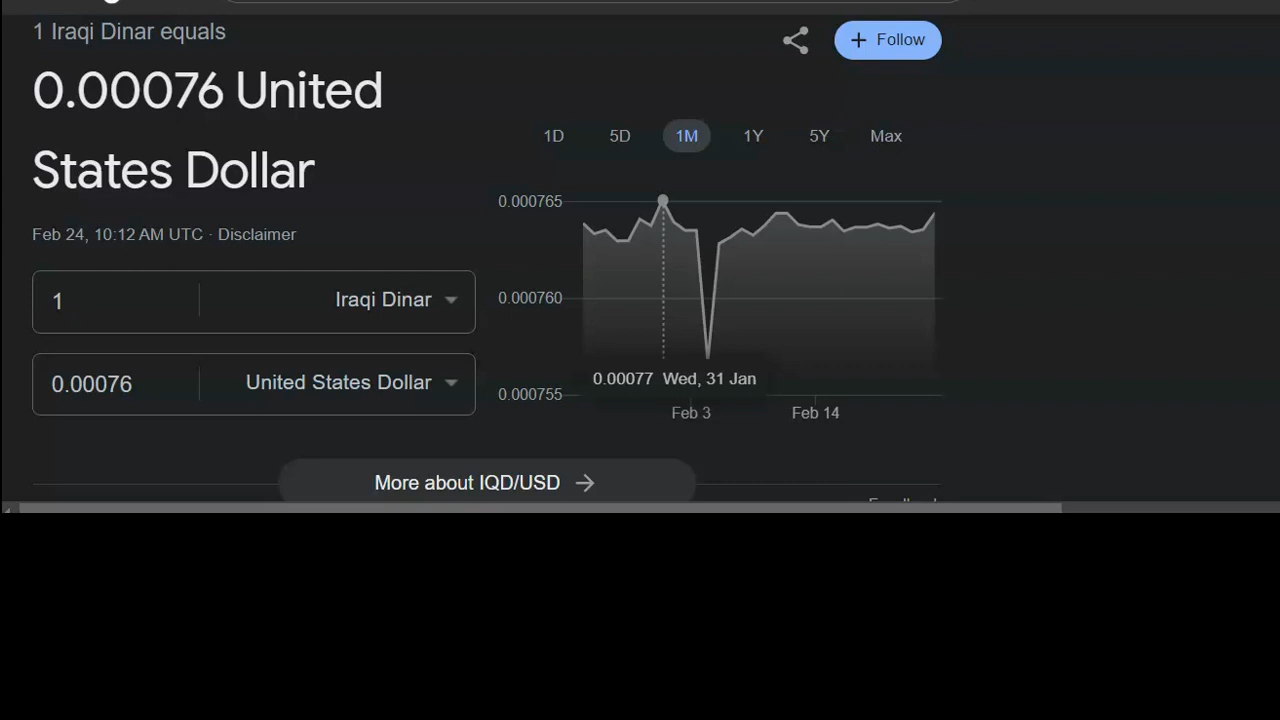 1 Iraqi Dinar equals
0.00076 United
States Dollar
Feb 24, 10:12 AM UTC · Disclaimer
1 Iraqi Dinar
0.00076 United States Dollar
+ Follow
1D 5D 1M 1Y 5Y Max
0.000765
0.000760
0.000755
0.00077 Wed, 31 Jan
Feb 3 Feb 14
More about IQD/USD →